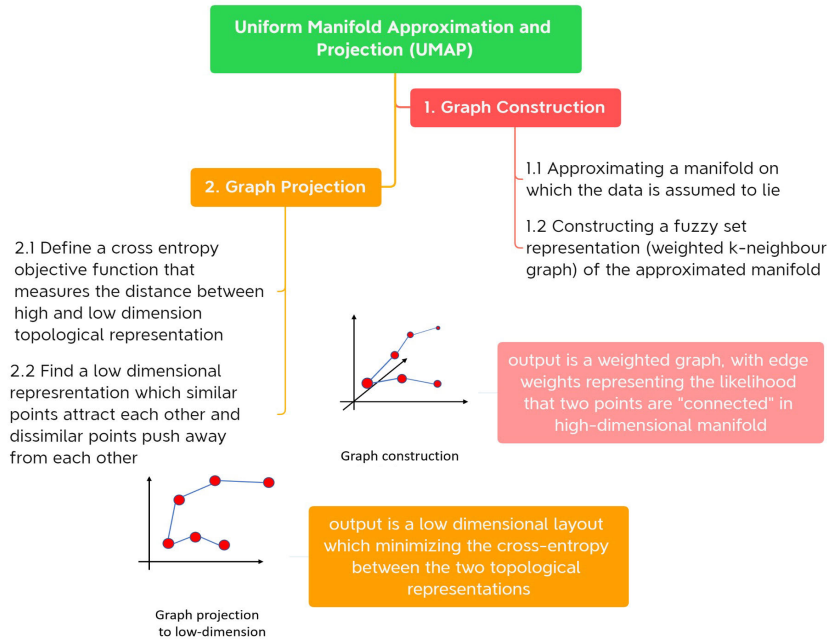 Uniform Manifold Approximation and
Projection (UMAP)
1. Graph Construction
1.1 Approximating a manifold on
which the data is assumed to lie
1.2 Constructing a fuzzy set
representation (weighted k-neighbour
graph) of the approximated manifold
2. Graph Projection
2.1 Define a cross entropy
objective function that
measures the distance between
high and low dimension
topological representation
2.2 Find a low dimensional
represrentation which similar
points attract each other and
dissimilar points push away
from each other
output is a weighted graph, with edge
weights representing the likelihood
that two points are "connected" in
high-dimensional manifold
Graph construction
output is a low dimensional layout
which minimizing the cross-entropy
between the two topological
representations
Graph projection
to low-dimension